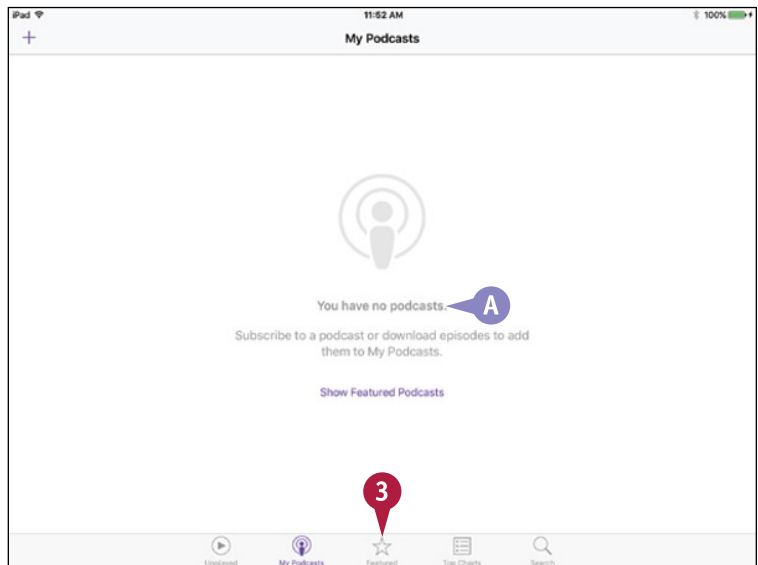 iPad 11:52 AM 100%
+ My Podcasts
You have no podcasts. A
Subscribe to a podcast or download episodes to add
them to My Podcasts.
Show Featured Podcasts
3
Unplayed My Podcasts Featured Top Charts Search